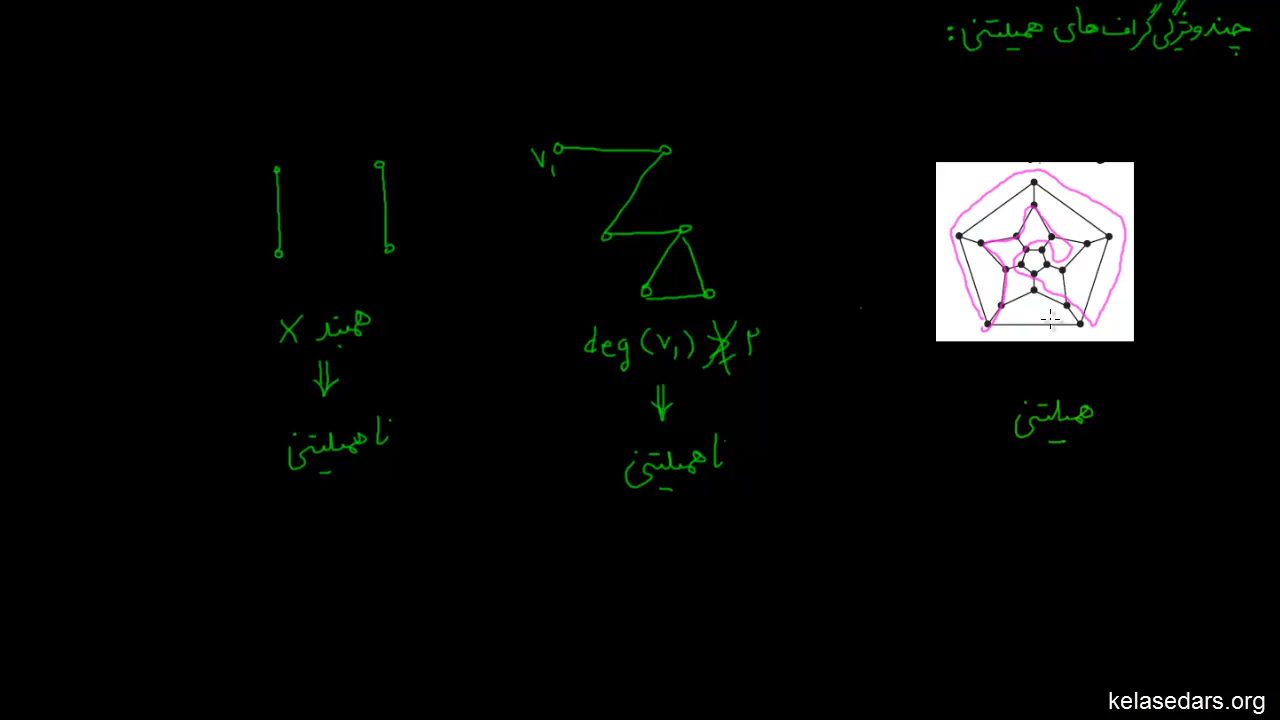 چند ویژگی گراف‌های همیلتنی :
v₁
deg (v₁) ≱ ۲
⇓
ناهمیلتنی
همبند X
⇓
ناهمیلتنی
همیلتنی
kelasedars.org